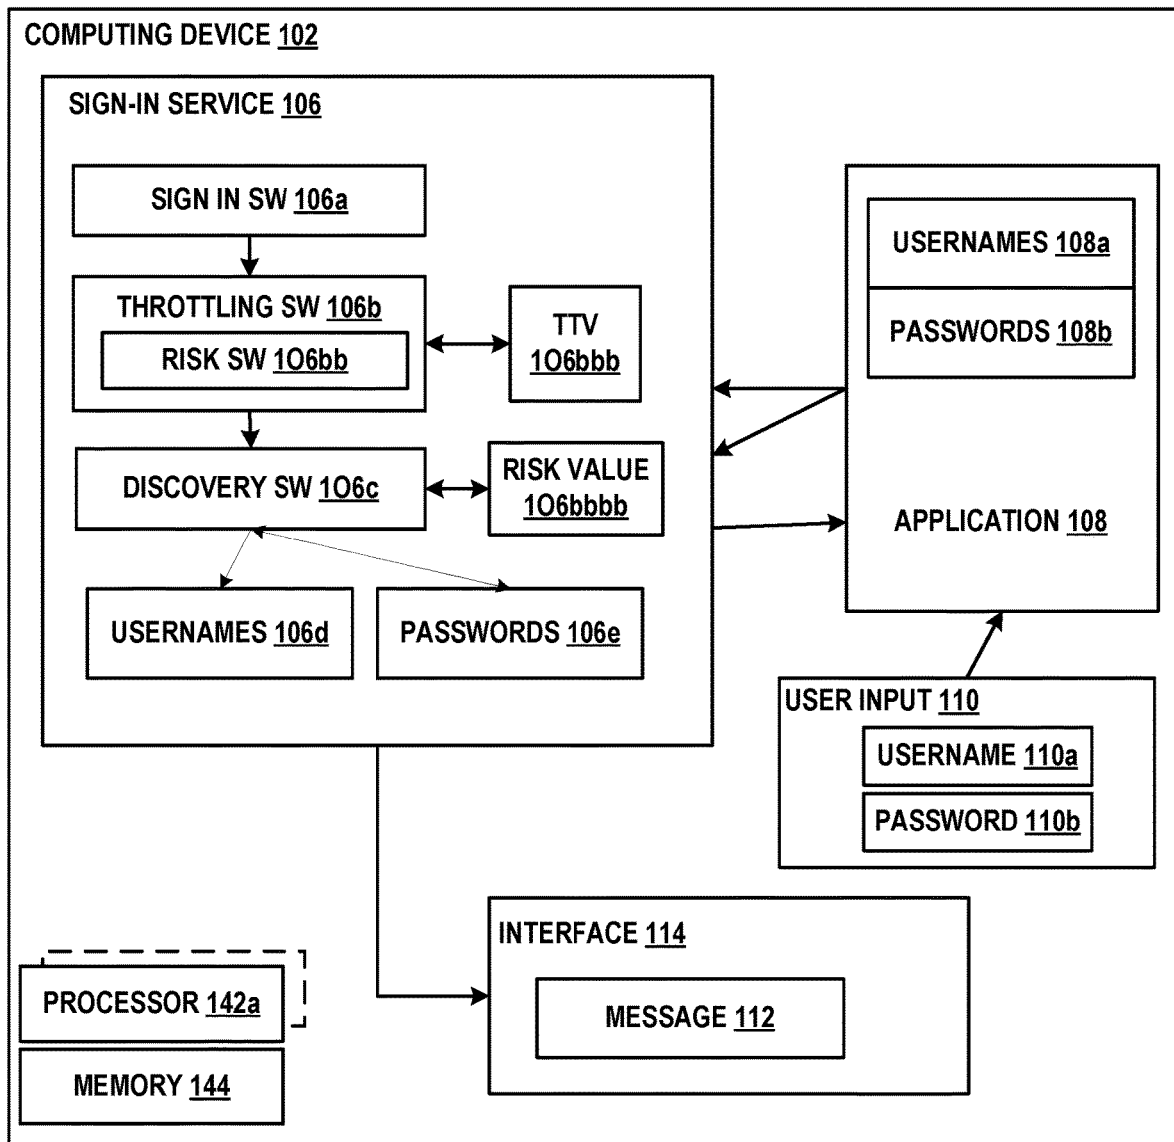 COMPUTING DEVICE 102
SIGN-IN SERVICE 106
SIGN IN SW 106a
THROTTLING SW 106b
RISK SW 1O6bb
TTV
1O6bbb
DISCOVERY SW 1O6c
RISK VALUE
1O6bbbb
USERNAMES 106d
PASSWORDS 106e
USERNAMES 108a
PASSWORDS 108b
APPLICATION 108
USER INPUT 110
USERNAME 110a
PASSWORD 110b
INTERFACE 114
MESSAGE 112
PROCESSOR 142a
MEMORY 144